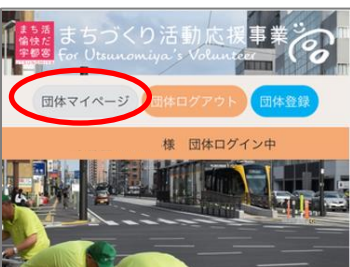 まち活
愉快だ
宇都宮
まちづくり活動応援事業
For Utsunomiya's Volunteer
団体マイページ
団体ログアウト
団体登録
様 団体ログイン中